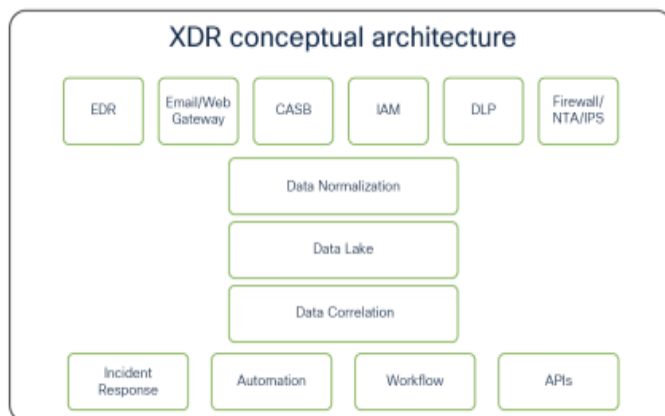 XDR conceptual architecture
EDR
Email/Web
Gateway
CASB
IAM
DLP
Firewall/
NTA/IPS
Data Normalization
Data Lake
Data Correlation
Incident
Response
Automation
Workflow
APIs